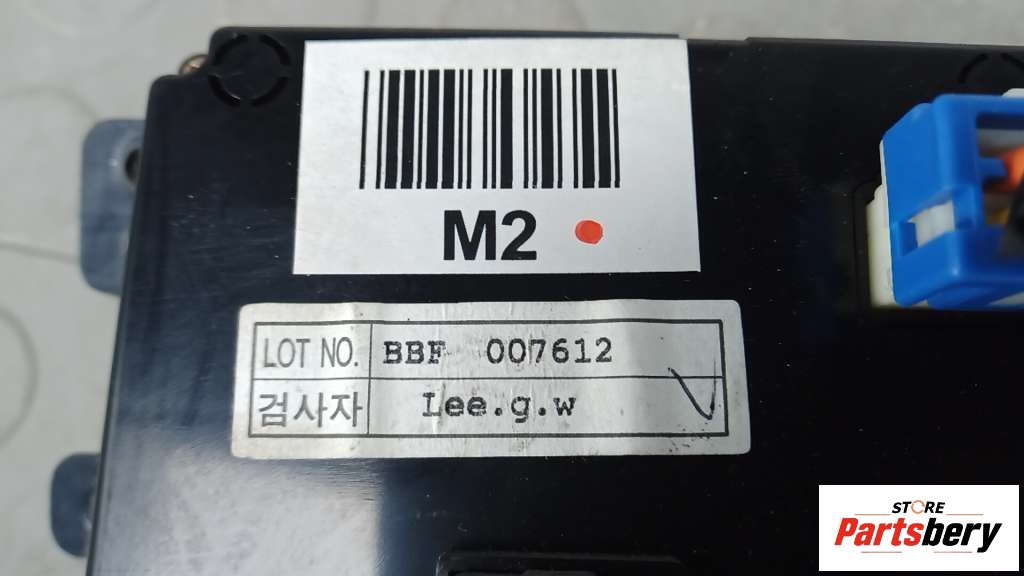 M2
LOT NO. BBF 007612
검사자 Lee.g.w
STORE
Partsbery